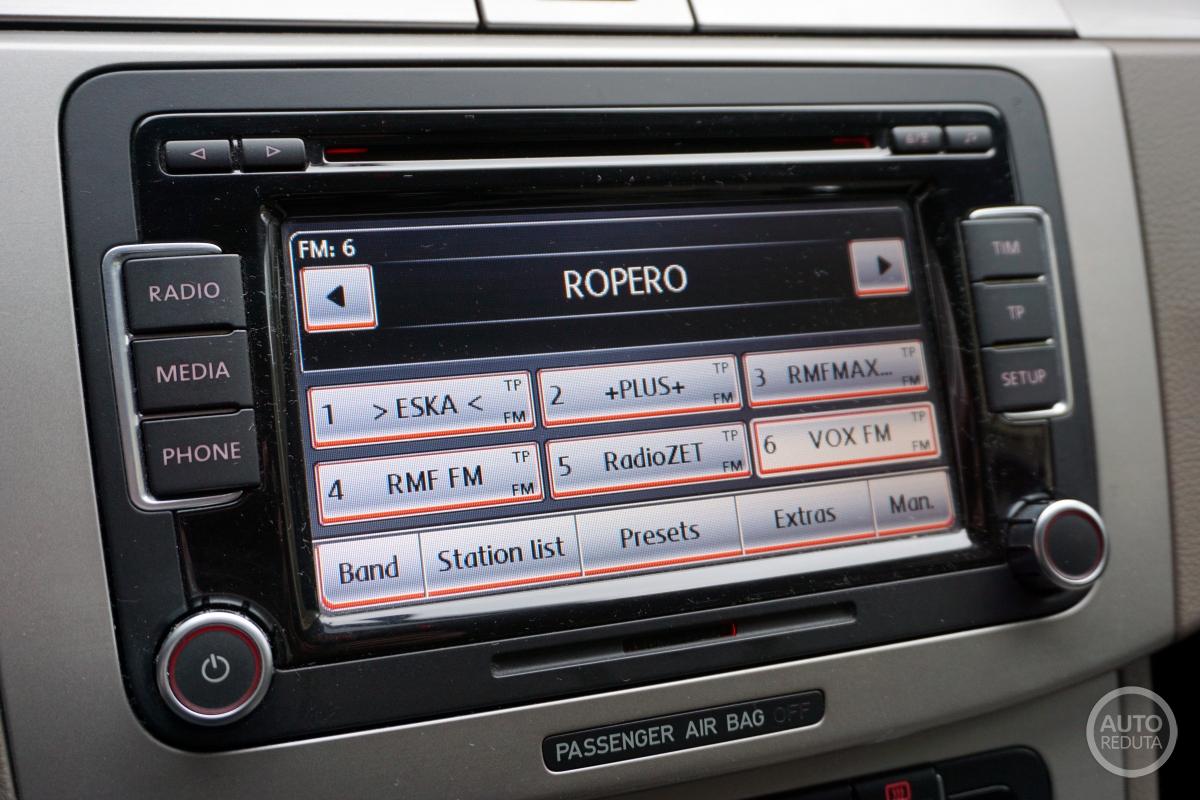 FM: 6
ROPERO
RADIO
MEDIA
PHONE
TIM
TP
SETUP
1 > ESKA < TP FM
2 +PLUS+ TP FM
3 RMFMAX... TP FM
4 RMF FM TP FM
5 RadioZET TP FM
6 VOX FM TP FM
Band Station list Presets Extras Man.
PASSENGER AIR BAG OFF
AUTO
REDUTA